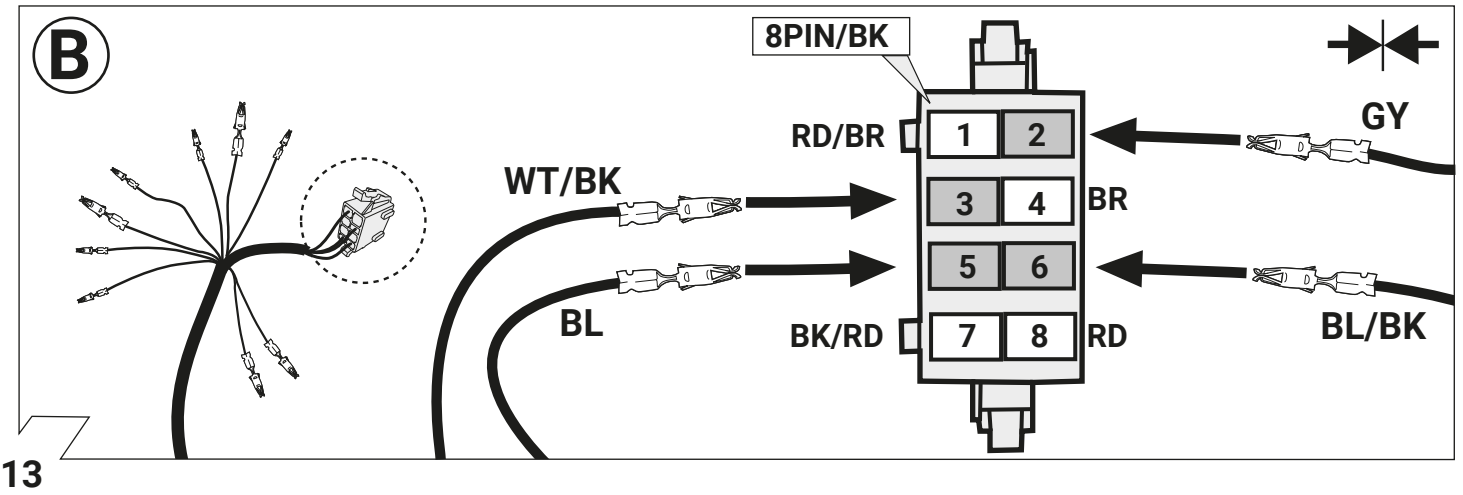 B
8PIN/BK
GY
RD/BR 1 2
WT/BK
3 4 BR
5 6
BL
BL/BK
BK/RD 7 8 RD
13